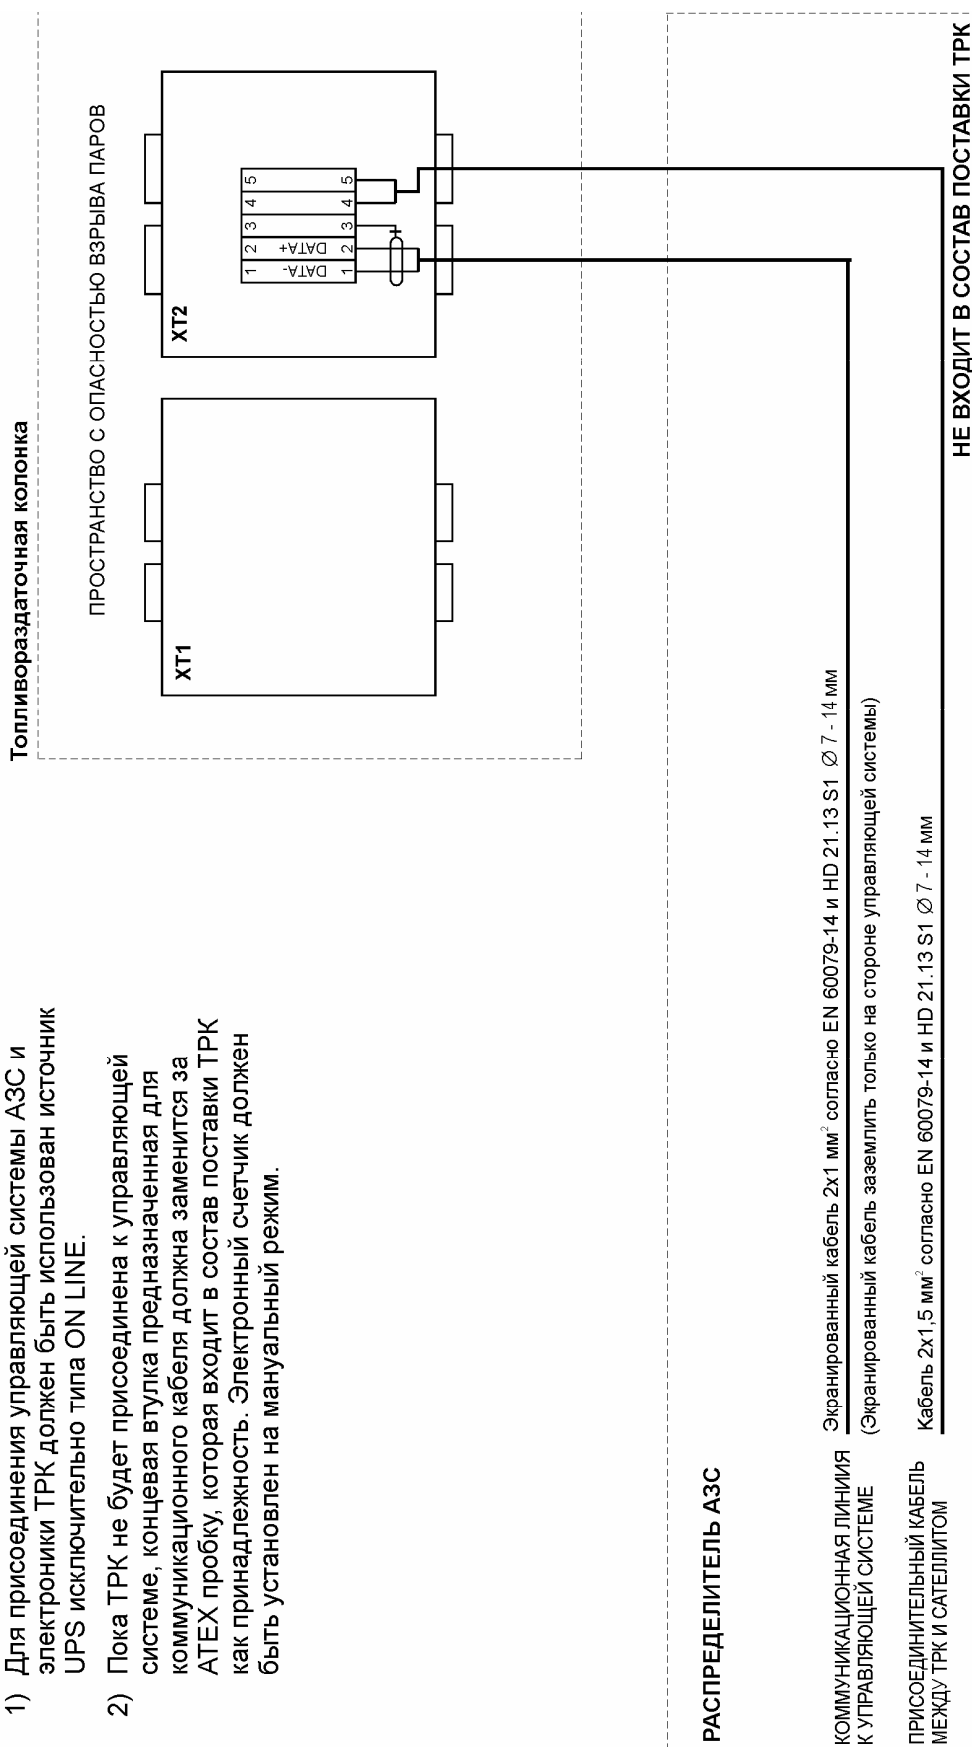 1) Для присоединения управляющей системы АЗС и
электроники ТРК должен быть использован источник
UPS исключительно типа ON LINE.
2) Пока ТРК не будет присоединена к управляющей
системе, концевая втулка предназначенная для
коммуникационного кабеля должна заменится за
ATEX пробку, которая входит в состав поставки ТРК
как принадлежность. Электронный счетчик должен
быть установлен на мануальный режим.
Топливораздаточная колонка
ПРОСТРАНСТВО С ОПАСНОСТЬЮ ВЗРЫВА ПАРОВ
XT1
XT2
1 2 3 4 5
DATA- DATA+
1 2 3 4 5
РАСПРЕДЕЛИТЕЛЬ АЗС
КОММУНИКАЦИОННАЯ ЛИНИЯ
К УПРАВЛЯЮЩЕЙ СИСТЕМЕ
Экранированный кабель 2x1 мм² согласно EN 60079-14 и HD 21.13 S1 ∅ 7 - 14 мм
(Экранированный кабель заземлить только на стороне управляющей системы)
ПРИСОЕДИНИТЕЛЬНЫЙ КАБЕЛЬ
МЕЖДУ ТРК И САТЕЛЛИТОМ
Кабель 2x1,5 мм² согласно EN 60079-14 и HD 21.13 S1 ∅ 7 - 14 мм
НЕ ВХОДИТ В СОСТАВ ПОСТАВКИ ТРК